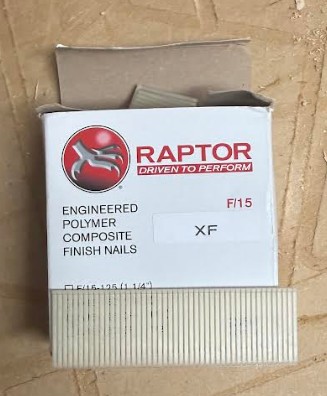 RAPTOR
DRIVEN TO PERFORM
®
F/15
XF
ENGINEERED
POLYMER
COMPOSITE
FINISH NAILS
F/15-125 (1 1/4")